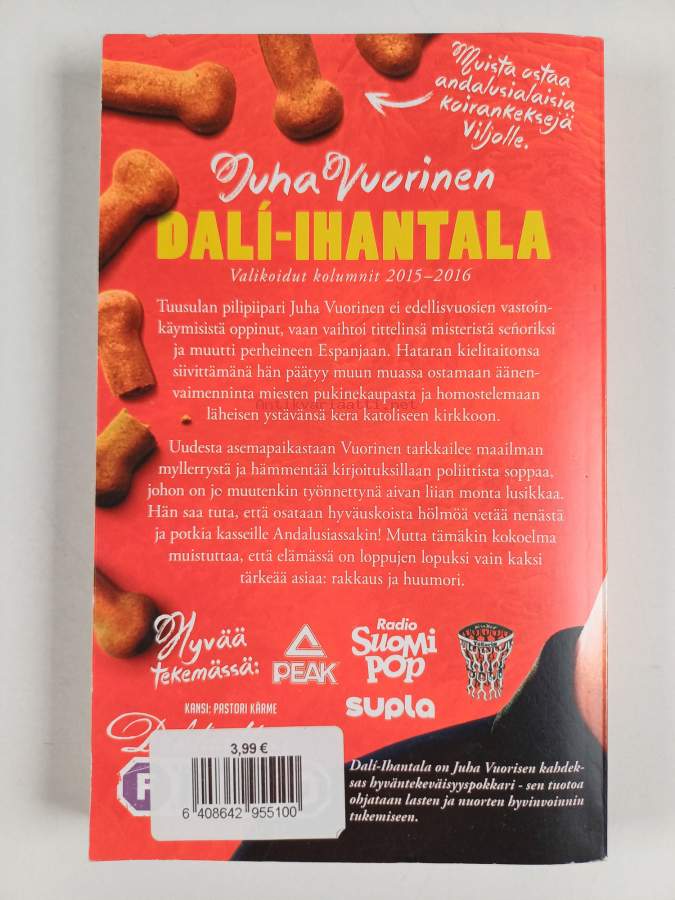 Muista ostaa
andalusialaisia
koirankeksejä
Viljolle.
Juha Vuorinen
DALÍ-IHANTALA
Valikoidut kolumnit 2015–2016
Tuusulan pilipiipari Juha Vuorinen ei edellisvuosien vastoin-
käymisistä oppinut, vaan vaihtoi tittelinsä misteristä señoriksi
ja muutti perheineen Espanjaan. Hataran kielitaitonsa
siivittämänä hän päätyy muun muassa ostamaan äänen-
vaimenninta miesten pukinekaupasta ja homostelemaan
antikvariaatti.net
läheisen ystävänsä kera katoliseen kirkkoon.
Uudesta asemapaikastaan Vuorinen tarkkailee maailman
myllerrystä ja hämmentää kirjoituksillaan poliittista soppaa,
johon on jo muutenkin työnnettynä aivan liian monta lusikkaa.
Hän saa tuta, että osataan hyväuskoista hölmöä vetää nenästä
ja potkia kasseille Andalusiassakin! Mutta tämäkin kokoelma
muistuttaa, että elämässä on loppujen lopuksi vain kaksi
tärkeää asiaa: rakkaus ja huumori.
Hyvää
tekemässä:
PEAK
Radio
SUOMI
POP
supla
KANSI: PASTORI KÄRME
3,99 €
6 408642 955100
Dalí-Ihantala on Juha Vuorisen kahdek-
sas hyväntekeväisyyspokkari - sen tuotoa
ohjataan lasten ja nuorten hyvinvoinnin
tukemiseen.